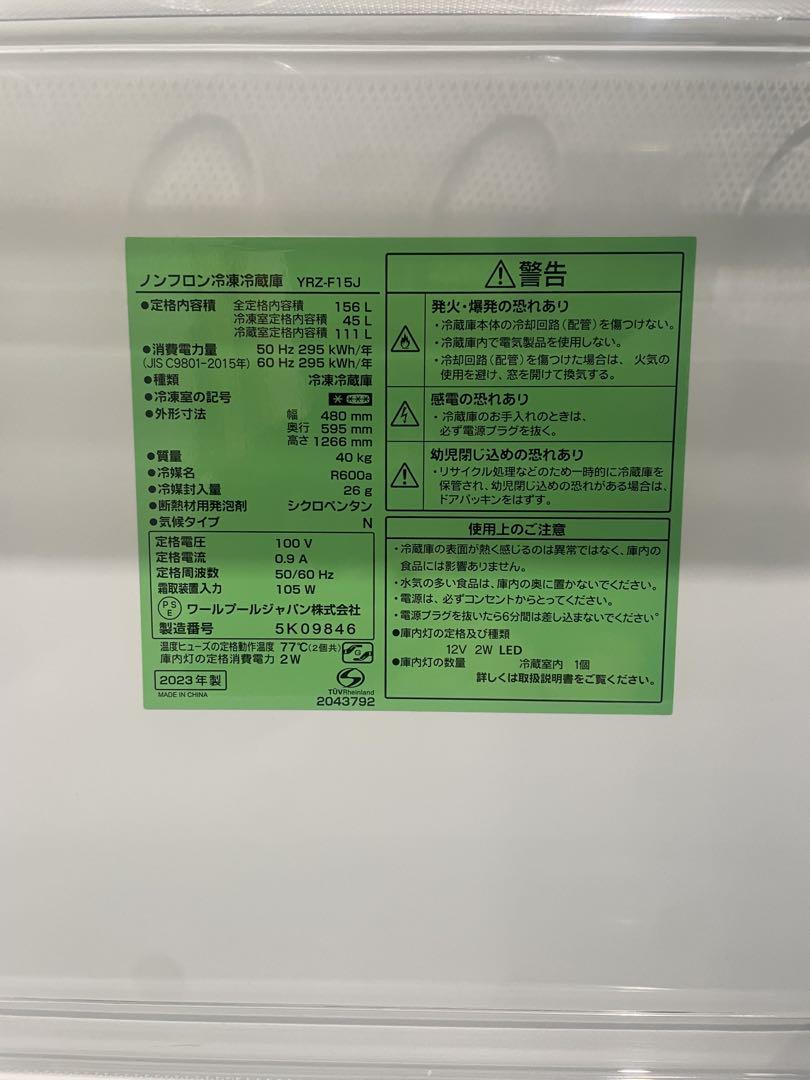 ノンフロン冷凍冷蔵庫 YRZ-F15J
●定格内容積 全定格内容積 156 L
冷凍室定格内容積 45 L
冷蔵室定格内容積 111 L
●消費電力量 50 Hz 295 kWh/年
(JIS C9801-2015年) 60 Hz 295 kWh/年
●種類 冷凍冷蔵庫
●冷凍室の記号
●外形寸法 幅 480 mm
奥行 595 mm
高さ 1266 mm
●質量 40 kg
●冷媒名 R600a
●冷媒封入量 26 g
●断熱材用発泡剤 シクロペンタン
●気候タイプ N
定格電圧 100 V
定格電流 0.9 A
定格周波数 50/60 Hz
霜取装置入力 105 W
PSE ワールプールジャパン株式会社
製造番号 5K09846
温度ヒューズの定格動作温度 77℃(2個共)
庫内灯の定格消費電力 2W
G
2023年製
MADE IN CHINA
TÜVRheinland
2043792
⚠警告
発火・爆発の恐れあり
・冷蔵庫本体の冷却回路(配管)を傷つけない。
・冷蔵庫内で電気製品を使用しない。
・冷却回路(配管)を傷つけた場合は、 火気の
使用を避け、窓を開けて換気する。
感電の恐れあり
・冷蔵庫のお手入れのときは、
必ず電源プラグを抜く。
幼児閉じ込めの恐れあり
・リサイクル処理などのため一時的に冷蔵庫を
保管され、幼児閉じ込めの恐れがある場合は、
ドアパッキンをはずす。
使用上のご注意
・冷蔵庫の表面が熱く感じるのは異常ではなく、庫内の
食品には影響ありません。
・水気の多い食品は、庫内の奥に置かないでください。
・電源は、必ずコンセントからとってください。
・電源プラグを抜いたら6分間は差し込まないでください。
●庫内灯の定格及び種類
12V 2W LED
●庫内灯の数量 冷蔵室内 1個
詳しくは取扱説明書をご覧ください。